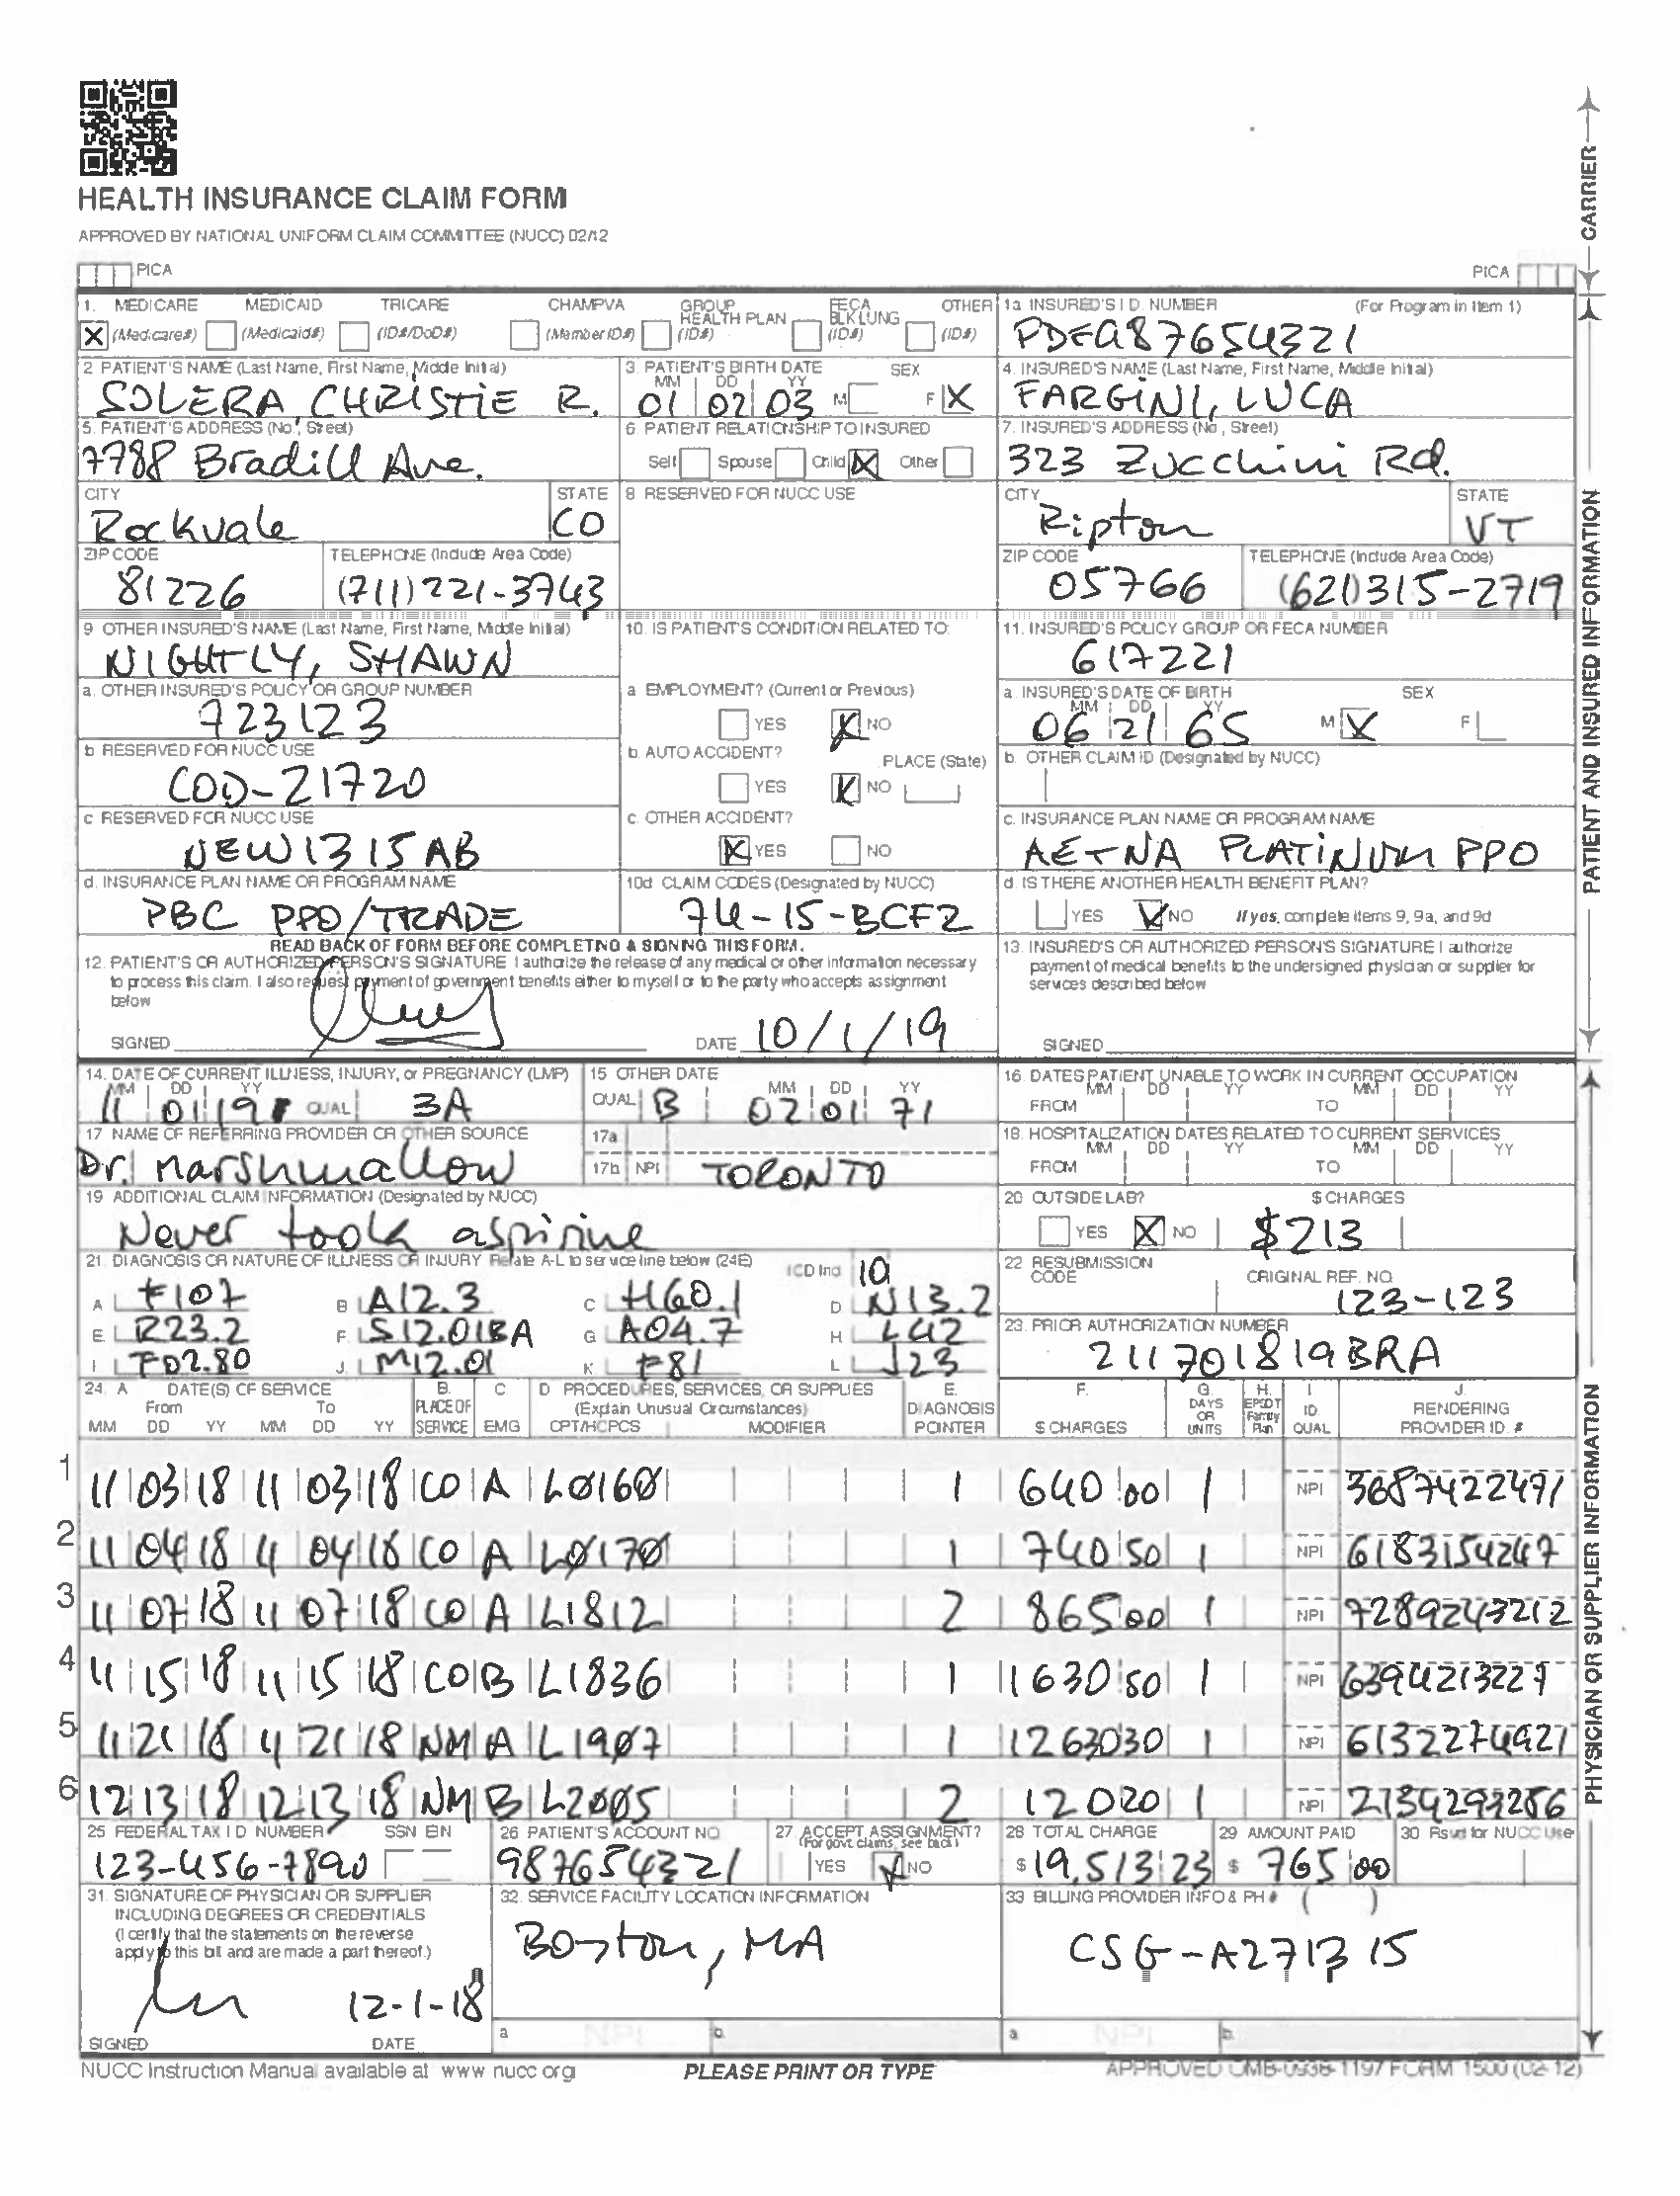 HEALTH INSURANCE CLAIM FORM
APPROVED BY NATIONAL UNIFORM CLAIM COMMITTEE (NUCC) 02/12
PICA PICA
CARRIER
1. MEDICARE MEDICAID TRICARE CHAMPVA GROUP HEALTH PLAN FECA BLK LUNG OTHER
X (Medicare#) (Medicaid#) (ID#/DoD#) (Member ID#) (ID#) (ID#) (ID#)
1a INSURED'S I D NUMBER (For Program in Item 1)
PDFA87654321
2 PATIENT'S NAME (Last Name, First Name, Middle Initial)
SOLERA, CHRISTIE R.
3. PATIENT'S BIRTH DATE SEX
MM DD YY
01 02 03 M F X
4. INSURED'S NAME (Last Name, First Name, Middle Initial)
FARGINI, LUCA
5. PATIENT'S ADDRESS (No, Street)
7788 Bradill Ave.
6. PATIENT RELATIONSHIP TO INSURED
Self Spouse Child X Other
7. INSURED'S ADDRESS (No, Street)
323 Zucchini Rd.
CITY STATE
Rockvale CO
8 RESERVED FOR NUCC USE
CITY STATE
Ripton VT
ZIP CODE TELEPHONE (Include Area Code)
81226 (711)221-3743
ZIP CODE TELEPHONE (Include Area Code)
05766 (621)315-2719
9 OTHER INSURED'S NAME (Last Name, First Name, Middle Initial)
NIGHTLY, SHAWN
10. IS PATIENT'S CONDITION RELATED TO:
11. INSURED'S POLICY GROUP OR FECA NUMBER
617221
a. OTHER INSURED'S POLICY OR GROUP NUMBER
723123
a EMPLOYMENT? (Current or Previous)
YES X NO
a. INSURED'S DATE OF BIRTH SEX
MM DD YY
06 21 65 M X F
b RESERVED FOR NUCC USE
COD-21720
b. AUTO ACCIDENT? PLACE (State)
YES X NO
b. OTHER CLAIM ID (Designated by NUCC)
c RESERVED FOR NUCC USE
NEW1315AB
c. OTHER ACCIDENT?
X YES NO
c. INSURANCE PLAN NAME OR PROGRAM NAME
AETNA PLATINUM PPO
d. INSURANCE PLAN NAME OR PROGRAM NAME
PBC PPO/TRADE
10d CLAIM CODES (Designated by NUCC)
74-15-BCF2
d. IS THERE ANOTHER HEALTH BENEFIT PLAN?
YES X NO If yes, complete items 9, 9a, and 9d
PATIENT AND INSURED INFORMATION
READ BACK OF FORM BEFORE COMPLETING & SIGNING THIS FORM.
12. PATIENT'S OR AUTHORIZED PERSON'S SIGNATURE I authorize the release of any medical or other information necessary
to process this claim. I also request payment of government benefits either to myself or to the party who accepts assignment
below
SIGNED DATE 10/1/19
13. INSURED'S OR AUTHORIZED PERSON'S SIGNATURE I authorize
payment of medical benefits to the undersigned physician or supplier for
services described below
SIGNED
14. DATE OF CURRENT ILLNESS, INJURY, or PREGNANCY (LMP)
MM DD YY
11 01 19 QUAL 3A
15 OTHER DATE
QUAL B MM DD YY
02 01 71
16 DATES PATIENT UNABLE TO WORK IN CURRENT OCCUPATION
MM DD YY MM DD YY
FROM TO
17 NAME OF REFERRING PROVIDER OR OTHER SOURCE
Dr. Marshmallow
17a
17b NPI TORONTO
18. HOSPITALIZATION DATES RELATED TO CURRENT SERVICES
MM DD YY MM DD YY
FROM TO
19 ADDITIONAL CLAIM INFORMATION (Designated by NUCC)
Never took aspirine
20 OUTSIDE LAB? $ CHARGES
YES X NO $213
21. DIAGNOSIS OR NATURE OF ILLNESS OR INJURY Relate A-L to service line below (24E) ICD Ind 10
A F107 B A12.3 C H60.1 D N13.2
E R23.2 F. S12.01BA G A04.7 H L42
I F02.80 J. M12.01 K F81 L J23
22 RESUBMISSION CODE ORIGINAL REF. NO.
123-123
23. PRIOR AUTHORIZATION NUMBER
211701819BRA
24. A DATE(S) OF SERVICE B. PLACE OF SERVICE C. EMG D PROCEDURES, SERVICES, OR SUPPLIES E. DIAGNOSIS POINTER F. $ CHARGES G. DAYS OR UNITS H. EPSDT Family Plan I. ID. QUAL J. RENDERING PROVIDER ID. #
From To (Explain Unusual Circumstances)
MM DD YY MM DD YY CPT/HCPCS MODIFIER
1 11 03 18 11 03 18 CO A L0160 1 640 00 1 NPI 3687422471
2 11 04 18 11 04 18 CO A L0170 1 740 50 1 NPI 6183154247
3 11 07 18 11 07 18 CO A L1812 2 865 00 1 NPI 7289243212
4 11 15 18 11 15 18 CO B L1836 1 1630 50 1 NPI 6394213227
5 11 21 18 11 21 18 NM A L1907 1 12630 30 1 NPI 6132274921
6 12 13 18 12 13 18 NM B L2005 2 120 20 1 NPI
25 FEDERAL TAX I D NUMBER SSN EIN
123-456-7890
26 PATIENT'S ACCOUNT NO
987654321
27 ACCEPT ASSIGNMENT?
(For govt claims, see back)
YES X NO
28 TOTAL CHARGE
$ 19,513 23
29 AMOUNT PAID
$ 765 00
30 Rsvd for NUCC Use
31. SIGNATURE OF PHYSICIAN OR SUPPLIER
INCLUDING DEGREES OR CREDENTIALS
(I certify that the statements on the reverse
apply to this bill and are made a part thereof.)
12-1-18
SIGNED DATE
32. SERVICE FACILITY LOCATION INFORMATION
Boston, MA
a NPI b.
33 BILLING PROVIDER INFO & PH # ( )
CSG-A271315
a NPI b.
PHYSICIAN OR SUPPLIER INFORMATION
NUCC Instruction Manual available at www nucc org
PLEASE PRINT OR TYPE
APPROVED OMB-0938-1197 FORM 1500 (02-12)